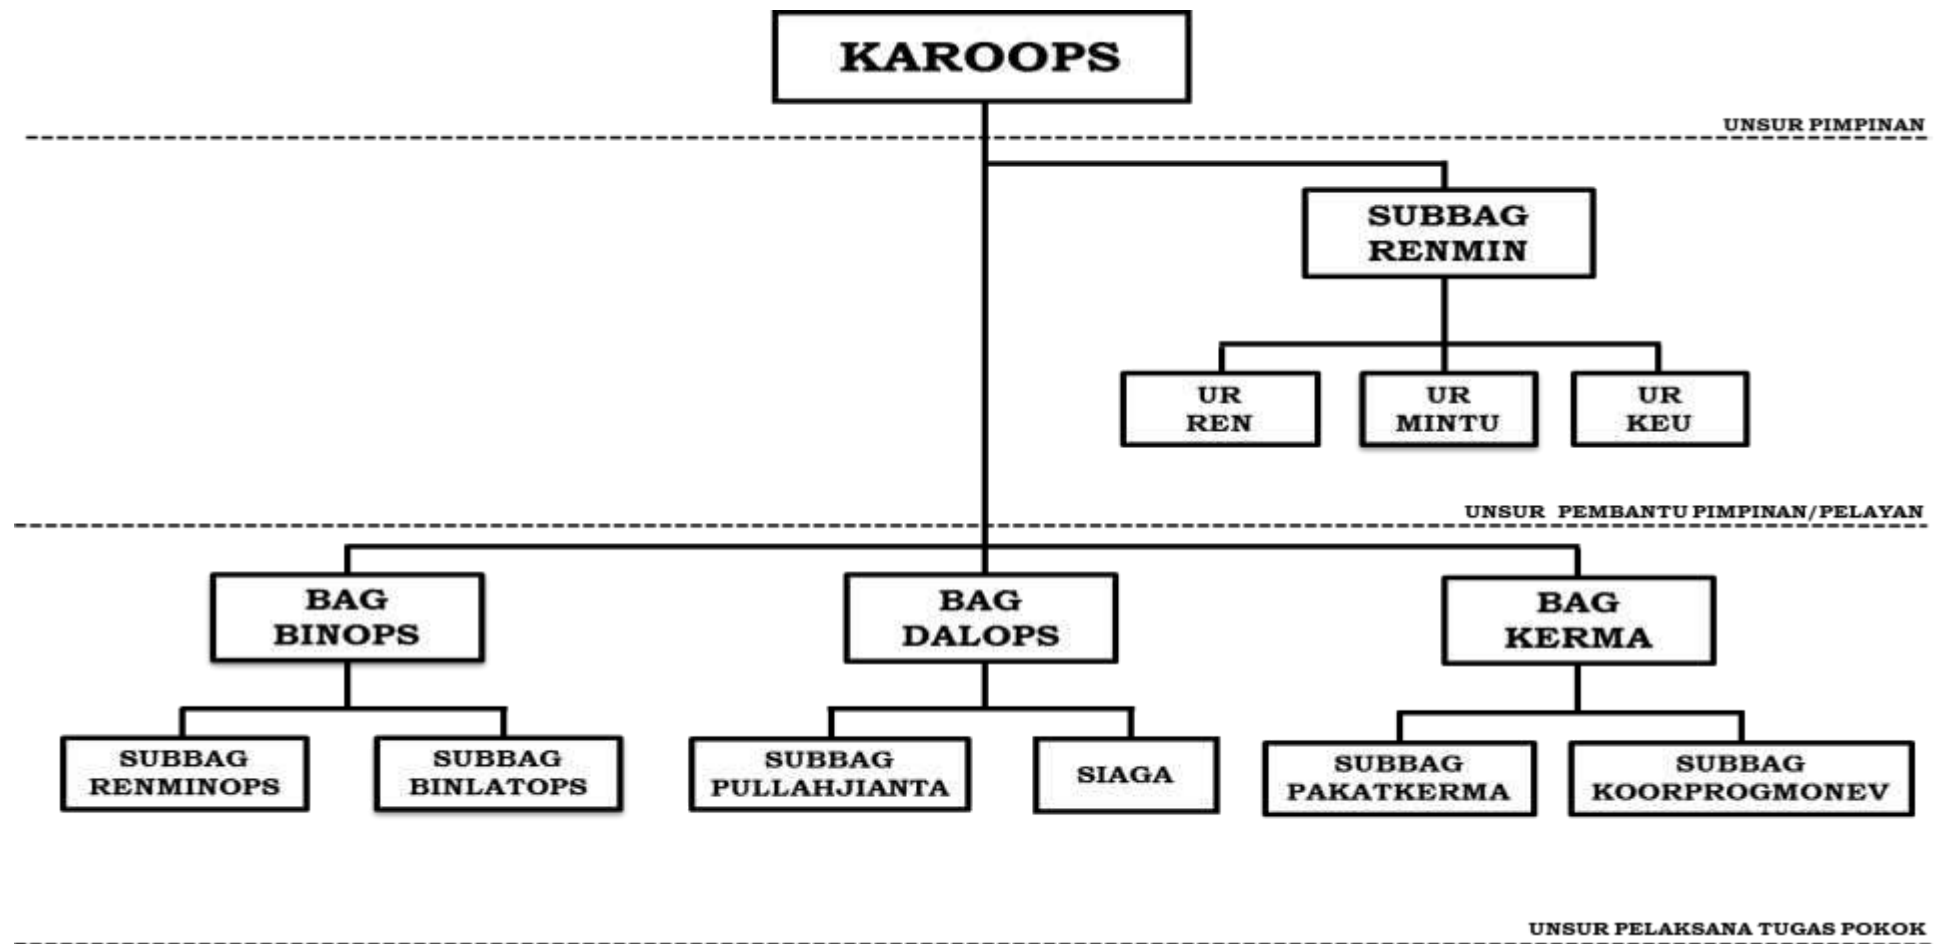 KAROOPS
UNSUR PIMPINAN
SUBBAG
RENMIN
UR
REN
UR
MINTU
UR
KEU
UNSUR PEMBANTU PIMPINAN/PELAYAN
BAG
BINOPS
BAG
DALOPS
BAG
KERMA
SUBBAG
RENMINOPS
SUBBAG
BINLATOPS
SUBBAG
PULLAHJIANTA
SIAGA
SUBBAG
PAKATKERMA
SUBBAG
KOORPROGMONEV
UNSUR PELAKSANA TUGAS POKOK